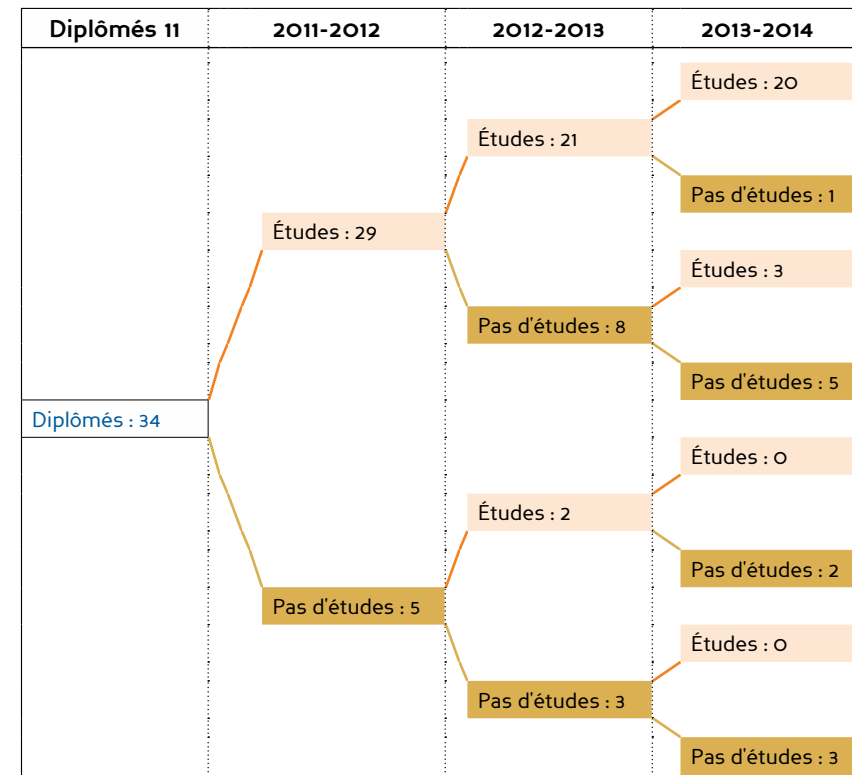 Diplômés 11 2011-2012 2012-2013 2013-2014
Études : 20
Études : 21
Pas d'études : 1
Études : 29
Études : 3
Pas d'études : 8
Pas d'études : 5
Diplômés : 34
Études : 0
Études : 2
Pas d'études : 2
Pas d'études : 5
Études : 0
Pas d'études : 3
Pas d'études : 3